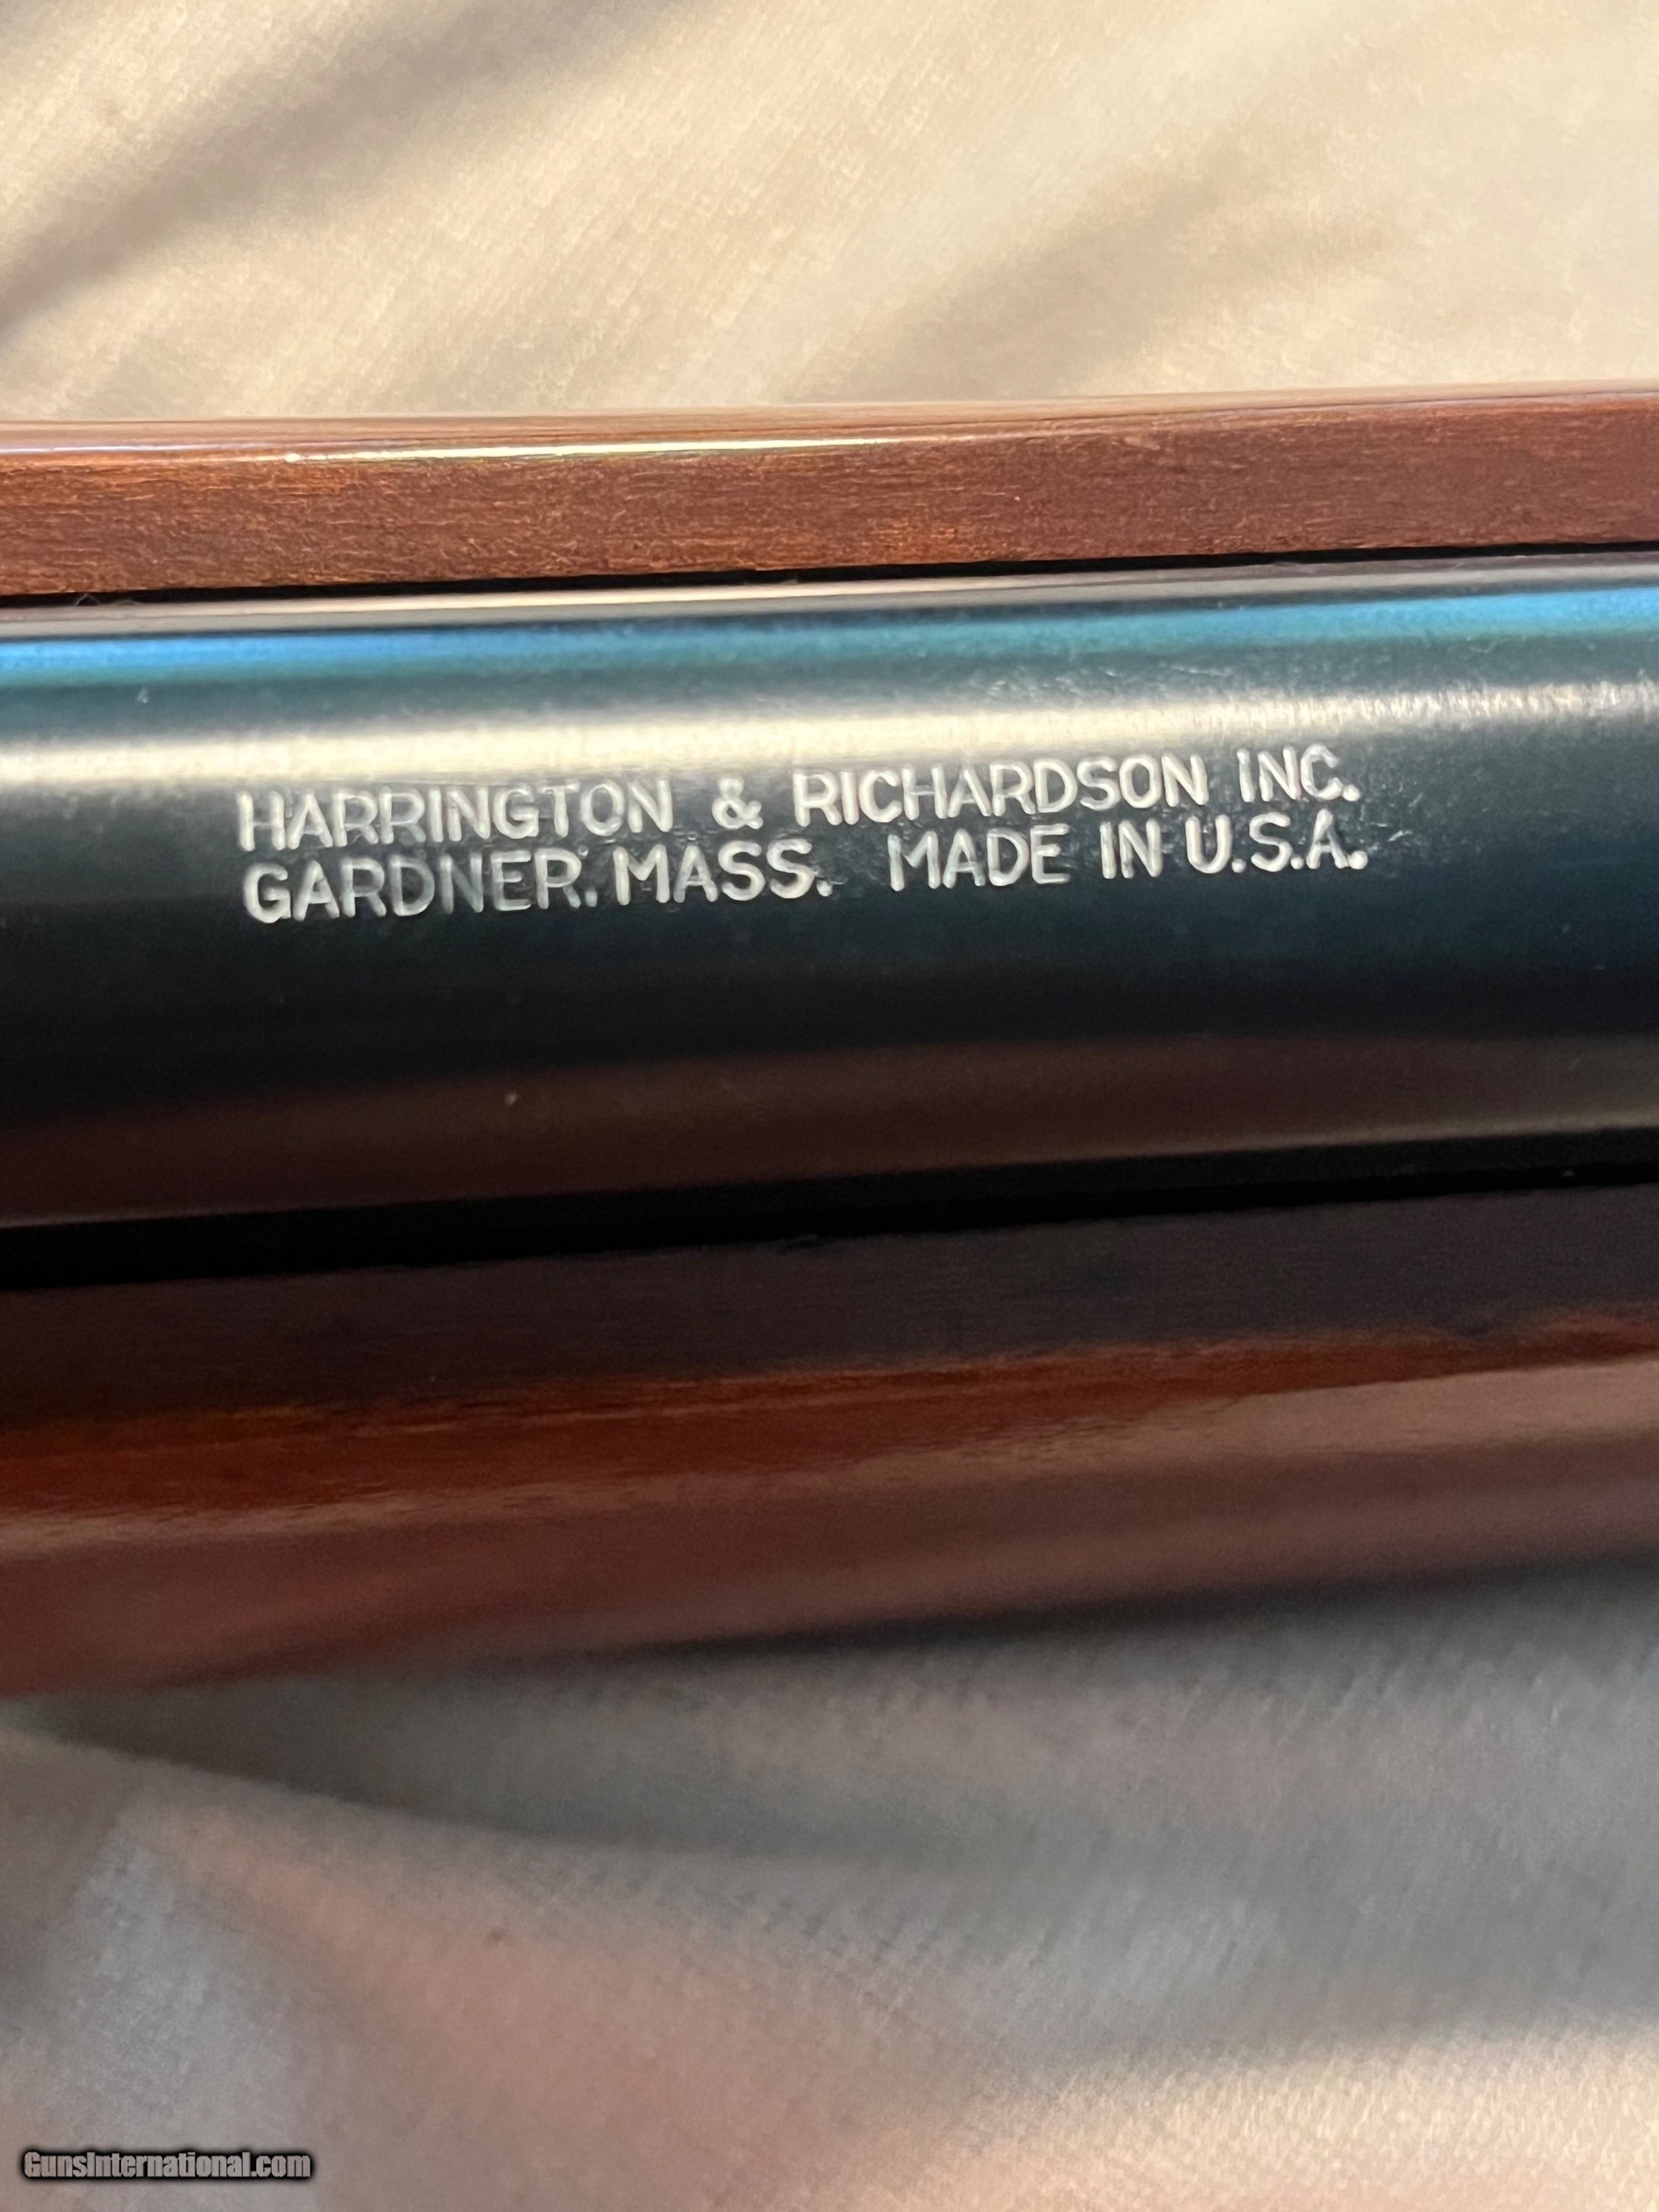 HARRINGTON & RICHARDSON INC.
GARDNER. MASS. MADE IN U.S.A.
GunsInternational.com